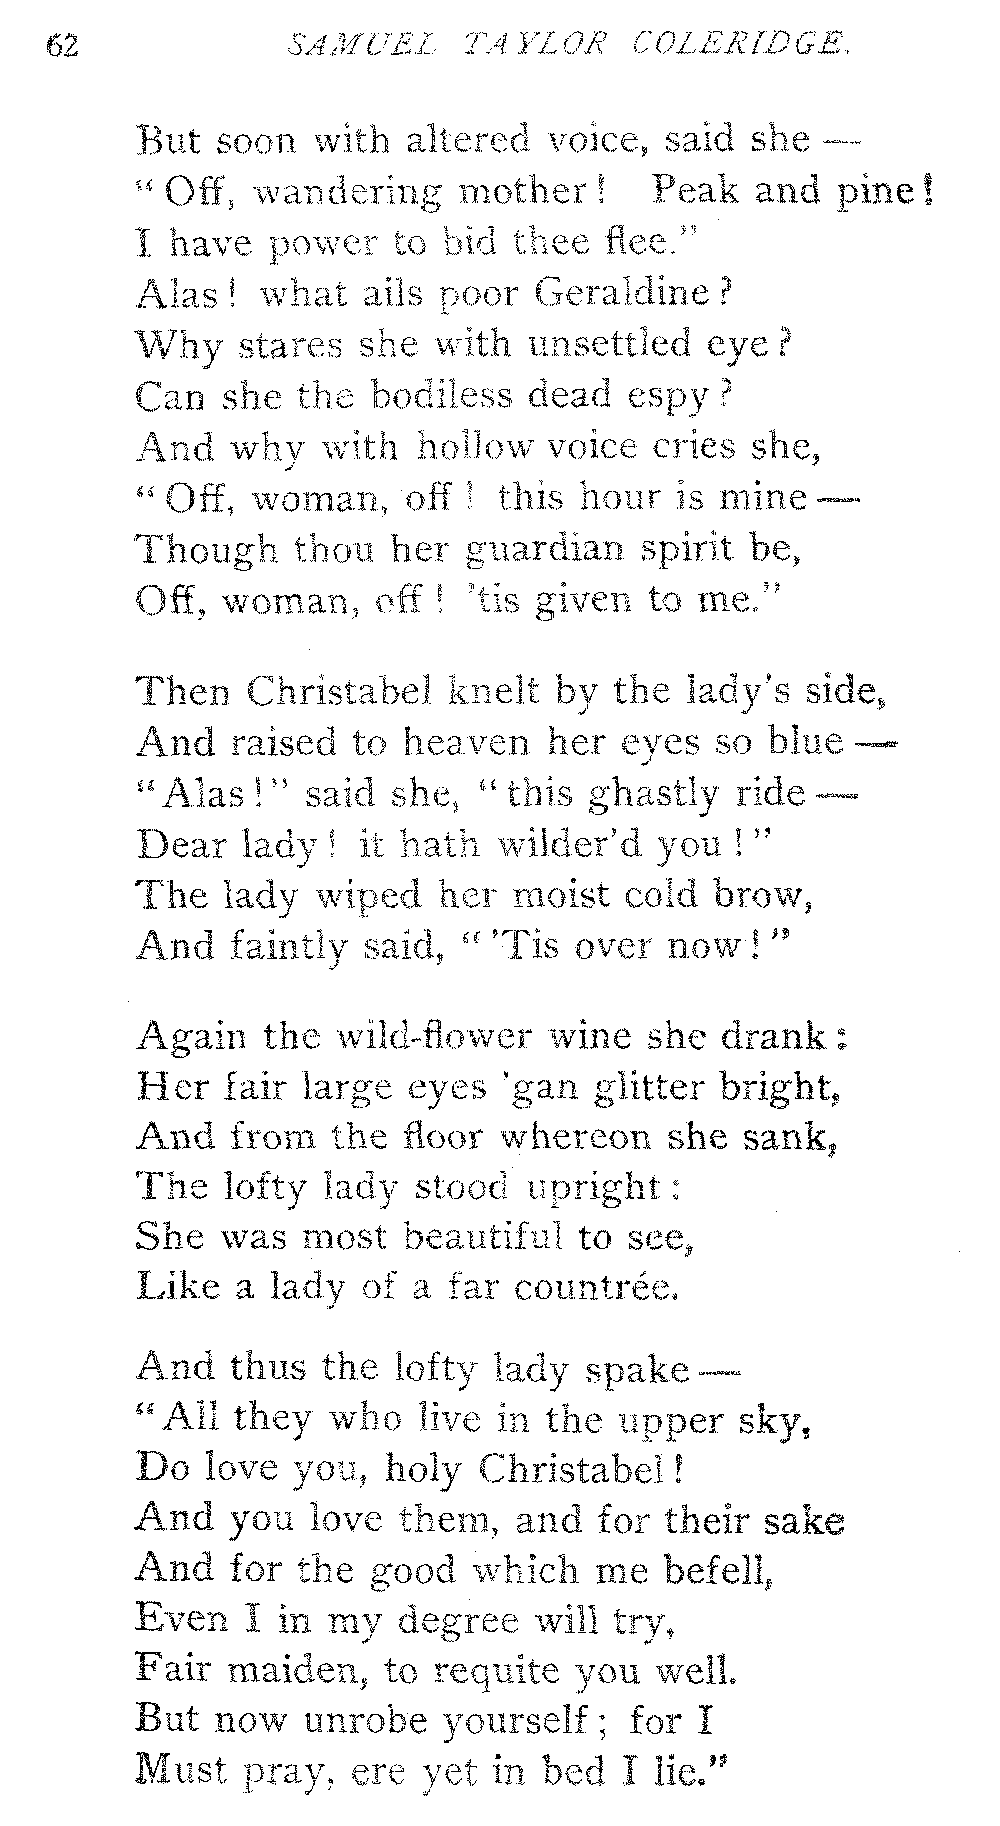 62 SAMUEL TAYLOR COLERIDGE.
But soon with altered voice, said she —
“ Off, wandering mother ! Peak and pine !
I have power to bid thee flee.”
Alas ! what ails poor Geraldine ?
Why stares she with unsettled eye ?
Can she the bodiless dead espy ?
And why with hollow voice cries she,
“ Off, woman, off ! this hour is mine —
Though thou her guardian spirit be,
Off, woman, off ! ’tis given to me.”
Then Christabel knelt by the lady’s side,
And raised to heaven her eyes so blue —
“ Alas ! ” said she, “ this ghastly ride —
Dear lady ! it hath wilder’d you ! ”
The lady wiped her moist cold brow,
And faintly said, “ ’Tis over now ! ”
Again the wild-flower wine she drank :
Her fair large eyes ’gan glitter bright,
And from the floor whereon she sank,
The lofty lady stood upright :
She was most beautiful to see,
Like a lady of a far countrée.
And thus the lofty lady spake —
“ All they who live in the upper sky,
Do love you, holy Christabel !
And you love them, and for their sake
And for the good which me befell,
Even I in my degree will try,
Fair maiden, to requite you well.
But now unrobe yourself ; for I
Must pray, ere yet in bed I lie.”